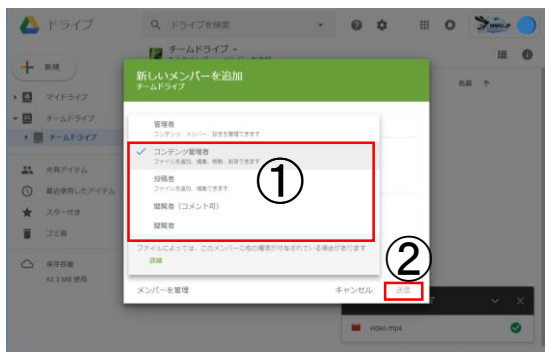 ドライブ
ドライブを検索
チームドライブ
新規
名前 ↑
マイドライブ
チームドライブ
チームドライブ
共有アイテム
最近使用したアイテム
スター付き
ゴミ箱
保存容量
62.3 MB 使用
新しいメンバーを追加
チームドライブ
管理者
コンテンツ、メンバー、設定を管理できます
コンテンツ管理者
ファイルを追加、編集、移動、削除できます
投稿者
ファイルを追加、編集できます
閲覧者（コメント可）
閲覧者
①
ファイルによっては、このメンバーに他の権限が付与されている場合があります
詳細
②
メンバーを管理
キャンセル
送信
video.mp4